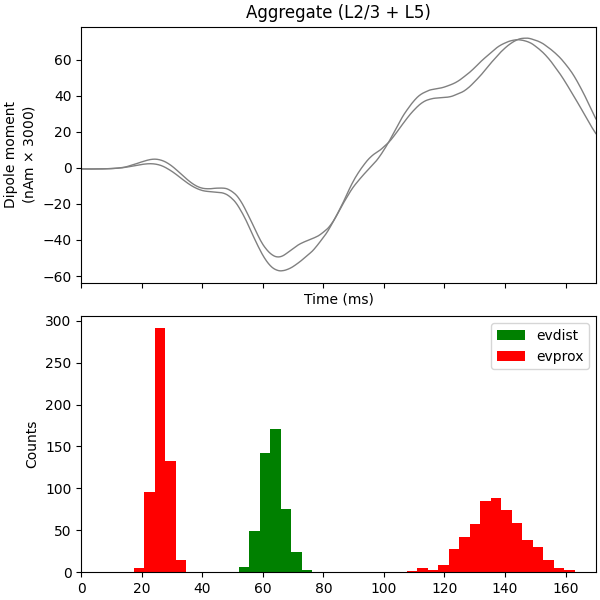 Aggregate (L2/3 + L5)
Dipole moment
(nAm × 3000)
60
40
20
0
−20
−40
−60
Time (ms)
Counts
300
250
200
150
100
50
0
evdist
evprox
0 20 40 60 80 100 120 140 160